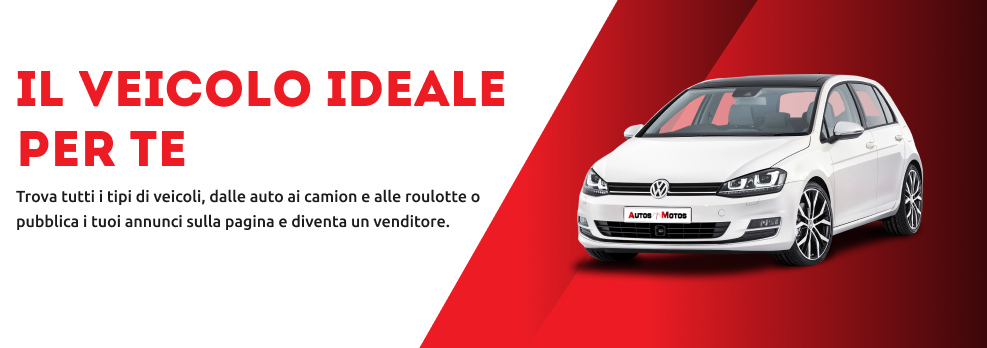 IL VEICOLO IDEALE
PER TE
Trova tutti i tipi di veicoli, dalle auto ai camion e alle roulotte o
pubblica i tuoi annunci sulla pagina e diventa un venditore.
AUTOS MOTOS